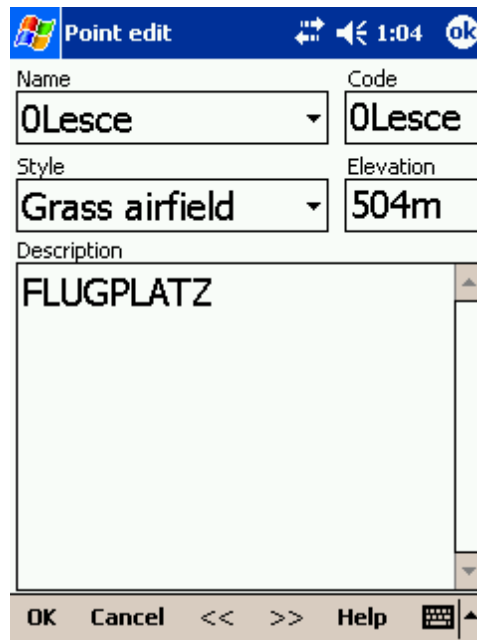 Point edit 1:04 ok
Name Code
0Lesce 0Lesce
Style Elevation
Grass airfield 504m
Description
FLUGPLATZ
OK Cancel << >> Help